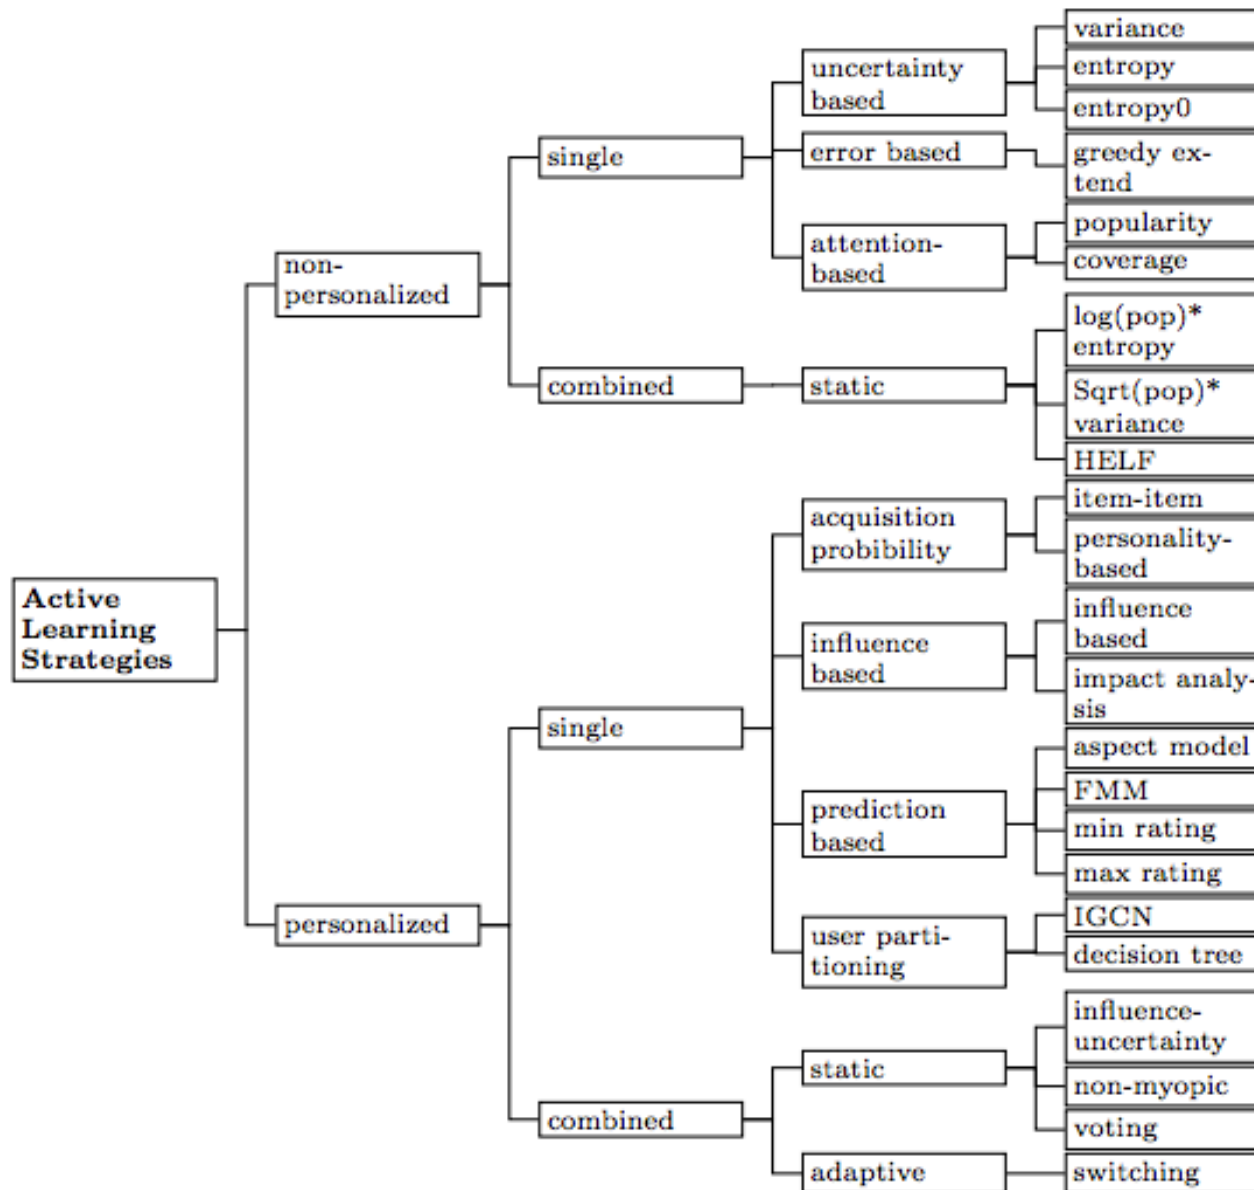 variance
uncertainty
based
entropy
entropy0
single
error based
greedy ex-
tend
attention-
based
popularity
coverage
non-
personalized
log(pop)*
entropy
combined
static
Sqrt(pop)*
variance
HELF
acquisition
probibility
item-item
personality-
based
Active
Learning
Strategies
influence
based
influence
based
impact analy-
sis
single
aspect model
prediction
based
FMM
min rating
max rating
personalized
user parti-
tioning
IGCN
decision tree
static
influence-
uncertainty
non-myopic
combined
voting
adaptive
switching